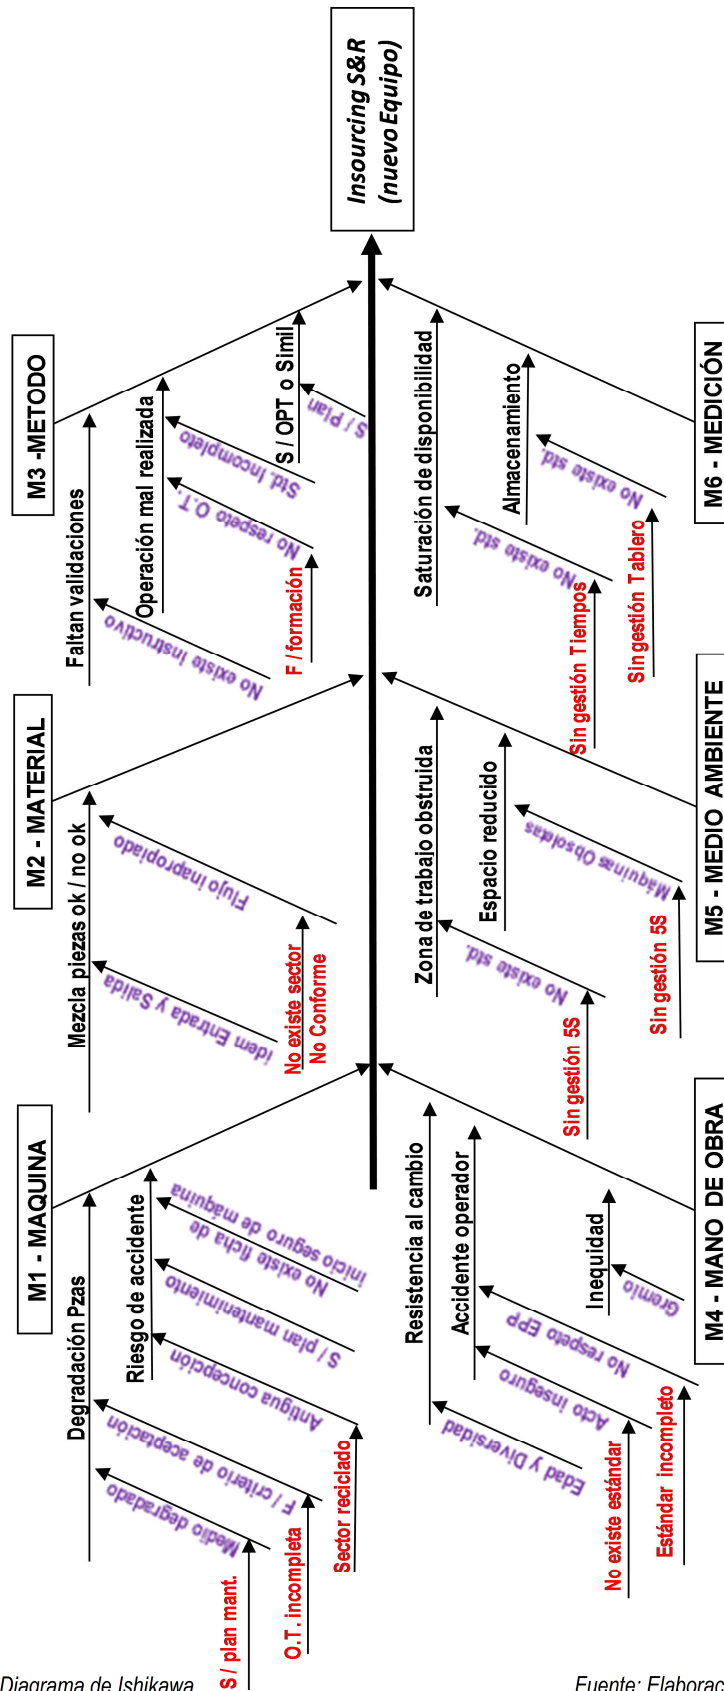 M1 - MAQUINA
Degradación Pzas
Medio degradado
S / plan mant.
F / criterio de aceptación
O.T. incompleta
Riesgo de accidente
Antigua concepción
Sector reciclado
S / plan mantenimiento
No existe ficha de
inicio seguro de máquina
M2 - MATERIAL
Mezcla piezas ok / no ok
idem Entrada y Salida
Flujo inapropiado
No existe sector
No Conforme
M3 -METODO
Faltan validaciones
No existe Instructivo
Operación mal realizada
No respeto O.T.
F / formación
Std. Incompleto
S / OPT o Simil
S / Plan
Insourcing S&R
(nuevo Equipo)
M4 - MANO DE OBRA
Resistencia al cambio
Edad y Diversidad
Accidente operador
Acto inseguro
No existe estándar
No respeto EPP
Estándar incompleto
Inequidad
Gremio
M5 - MEDIO AMBIENTE
Zona de trabajo obstruida
No existe std.
Sin gestión 5S
Espacio reducido
Máquinas Obsoletas
Sin gestión 5S
M6 - MEDICIÓN
Saturación de disponibilidad
No existe std.
Sin gestión Tiempos
Almacenamiento
No existe std.
Sin gestión Tablero
Diagrama de Ishikawa
Fuente: Elaborac